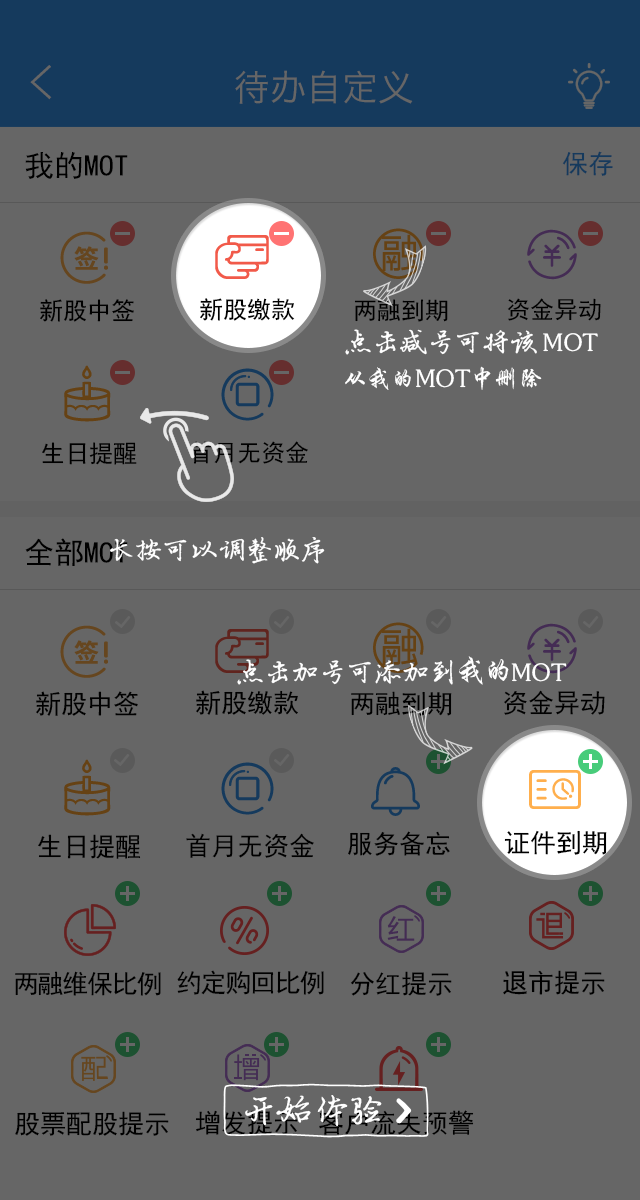 待办自定义
我的MOT 保存
签! 融 ¥
新股中签 新股缴款 两融到期 资金异动
点击减号可将该MOT
从我的MOT中删除
生日提醒 首月无资金
全部MOT
长按可以调整顺序
签! 融 ¥
点击加号可添加到我的MOT
新股中签 新股缴款 两融到期 资金异动
生日提醒 首月无资金 服务备忘 证件到期
% 红 退
两融维保比例 约定购回比例 分红提示 退市提示
配 增
开始体验
股票配股提示 增发提示 客户流失预警